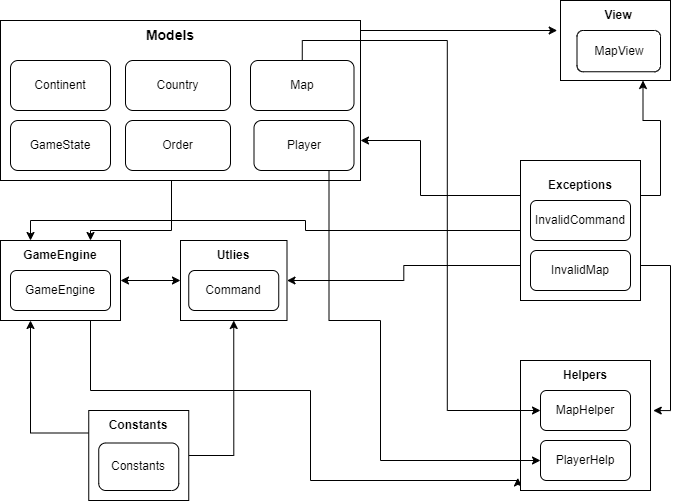 View
MapView
Models
Continent
Country
Map
GameState
Order
Player
Exceptions
InvalidCommand
InvalidMap
GameEngine
GameEngine
Utlies
Command
Helpers
MapHelper
PlayerHelp
Constants
Constants